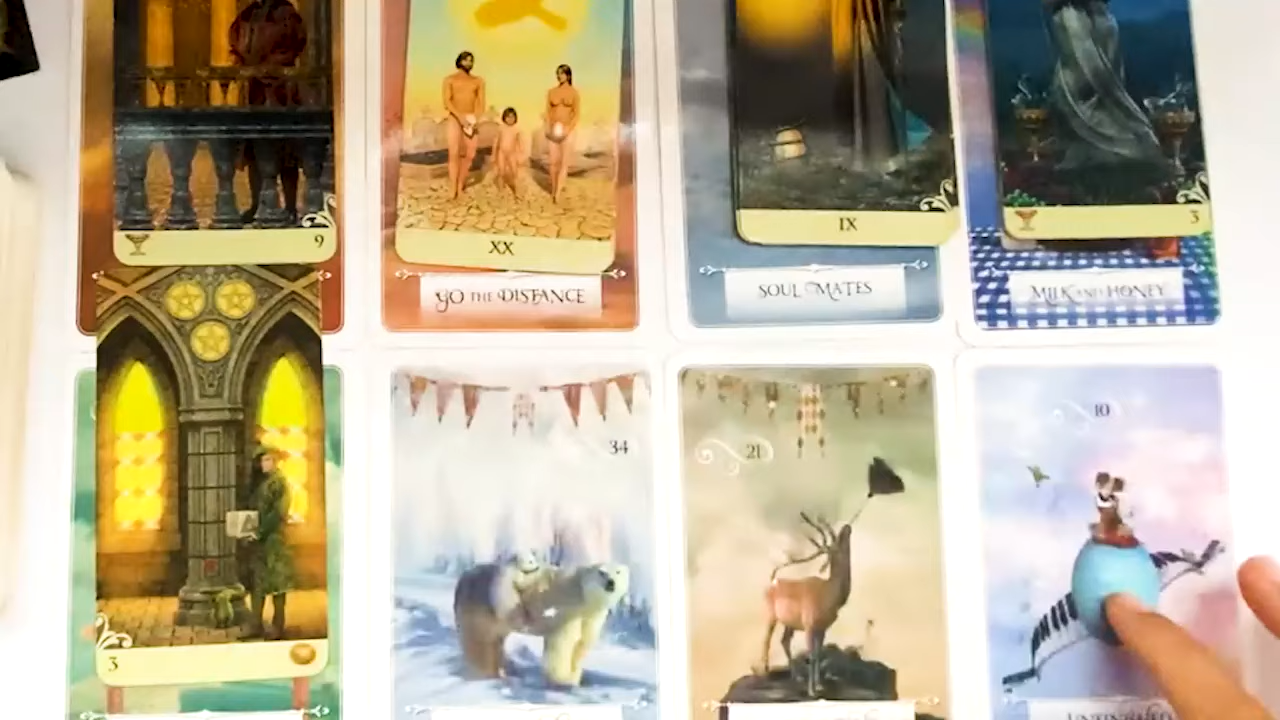 9
XX
IX
3
GO THE DISTANCE
SOUL MATES
MILK AND HONEY
34
21
10
3